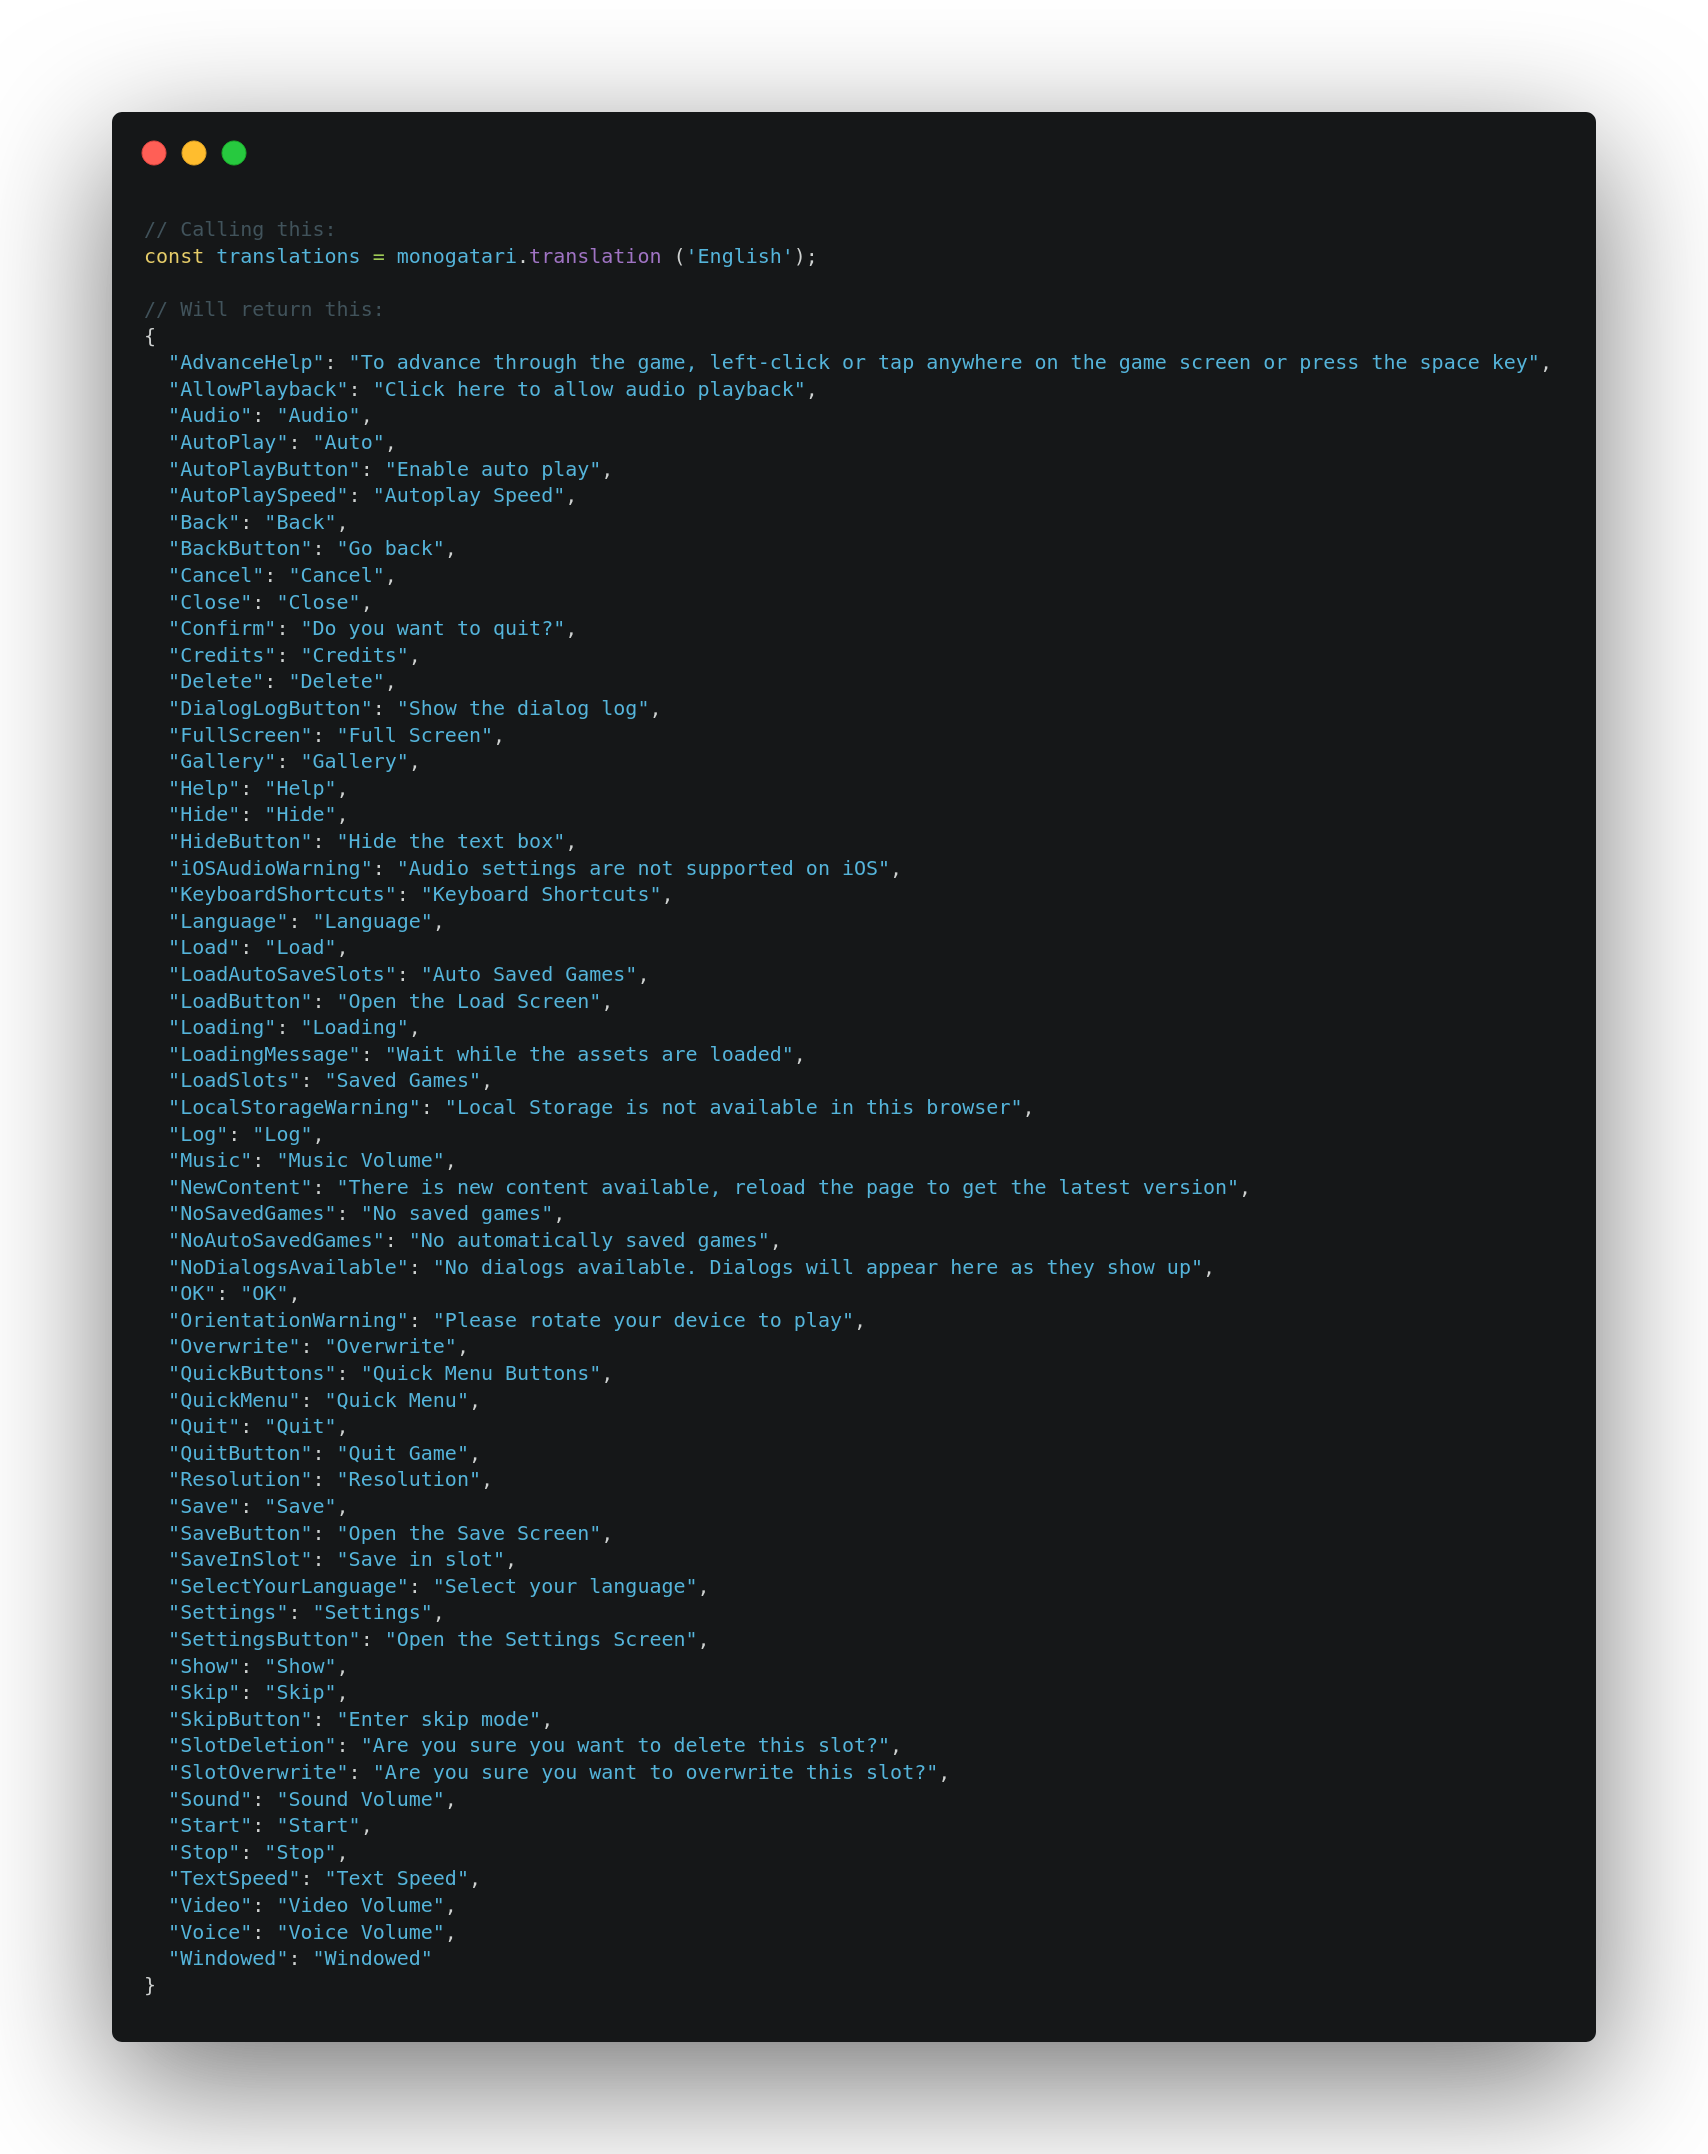 // Calling this:
const translations = monogatari.translation ('English');
// Will return this:
{
"AdvanceHelp": "To advance through the game, left-click or tap anywhere on the game screen or press the space key",
"AllowPlayback": "Click here to allow audio playback",
"Audio": "Audio",
"AutoPlay": "Auto",
"AutoPlayButton": "Enable auto play",
"AutoPlaySpeed": "Autoplay Speed",
"Back": "Back",
"BackButton": "Go back",
"Cancel": "Cancel",
"Close": "Close",
"Confirm": "Do you want to quit?",
"Credits": "Credits",
"Delete": "Delete",
"DialogLogButton": "Show the dialog log",
"FullScreen": "Full Screen",
"Gallery": "Gallery",
"Help": "Help",
"Hide": "Hide",
"HideButton": "Hide the text box",
"iOSAudioWarning": "Audio settings are not supported on iOS",
"KeyboardShortcuts": "Keyboard Shortcuts",
"Language": "Language",
"Load": "Load",
"LoadAutoSaveSlots": "Auto Saved Games",
"LoadButton": "Open the Load Screen",
"Loading": "Loading",
"LoadingMessage": "Wait while the assets are loaded",
"LoadSlots": "Saved Games",
"LocalStorageWarning": "Local Storage is not available in this browser",
"Log": "Log",
"Music": "Music Volume",
"NewContent": "There is new content available, reload the page to get the latest version",
"NoSavedGames": "No saved games",
"NoAutoSavedGames": "No automatically saved games",
"NoDialogsAvailable": "No dialogs available. Dialogs will appear here as they show up",
"OK": "OK",
"OrientationWarning": "Please rotate your device to play",
"Overwrite": "Overwrite",
"QuickButtons": "Quick Menu Buttons",
"QuickMenu": "Quick Menu",
"Quit": "Quit",
"QuitButton": "Quit Game",
"Resolution": "Resolution",
"Save": "Save",
"SaveButton": "Open the Save Screen",
"SaveInSlot": "Save in slot",
"SelectYourLanguage": "Select your language",
"Settings": "Settings",
"SettingsButton": "Open the Settings Screen",
"Show": "Show",
"Skip": "Skip",
"SkipButton": "Enter skip mode",
"SlotDeletion": "Are you sure you want to delete this slot?",
"SlotOverwrite": "Are you sure you want to overwrite this slot?",
"Sound": "Sound Volume",
"Start": "Start",
"Stop": "Stop",
"TextSpeed": "Text Speed",
"Video": "Video Volume",
"Voice": "Voice Volume",
"Windowed": "Windowed"
}